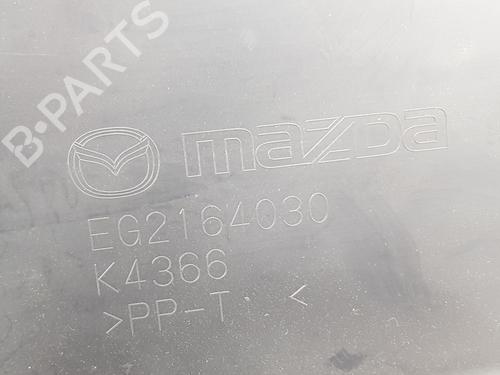 B-PARTS
mazda
EG2164030
K4366
>PP-T <